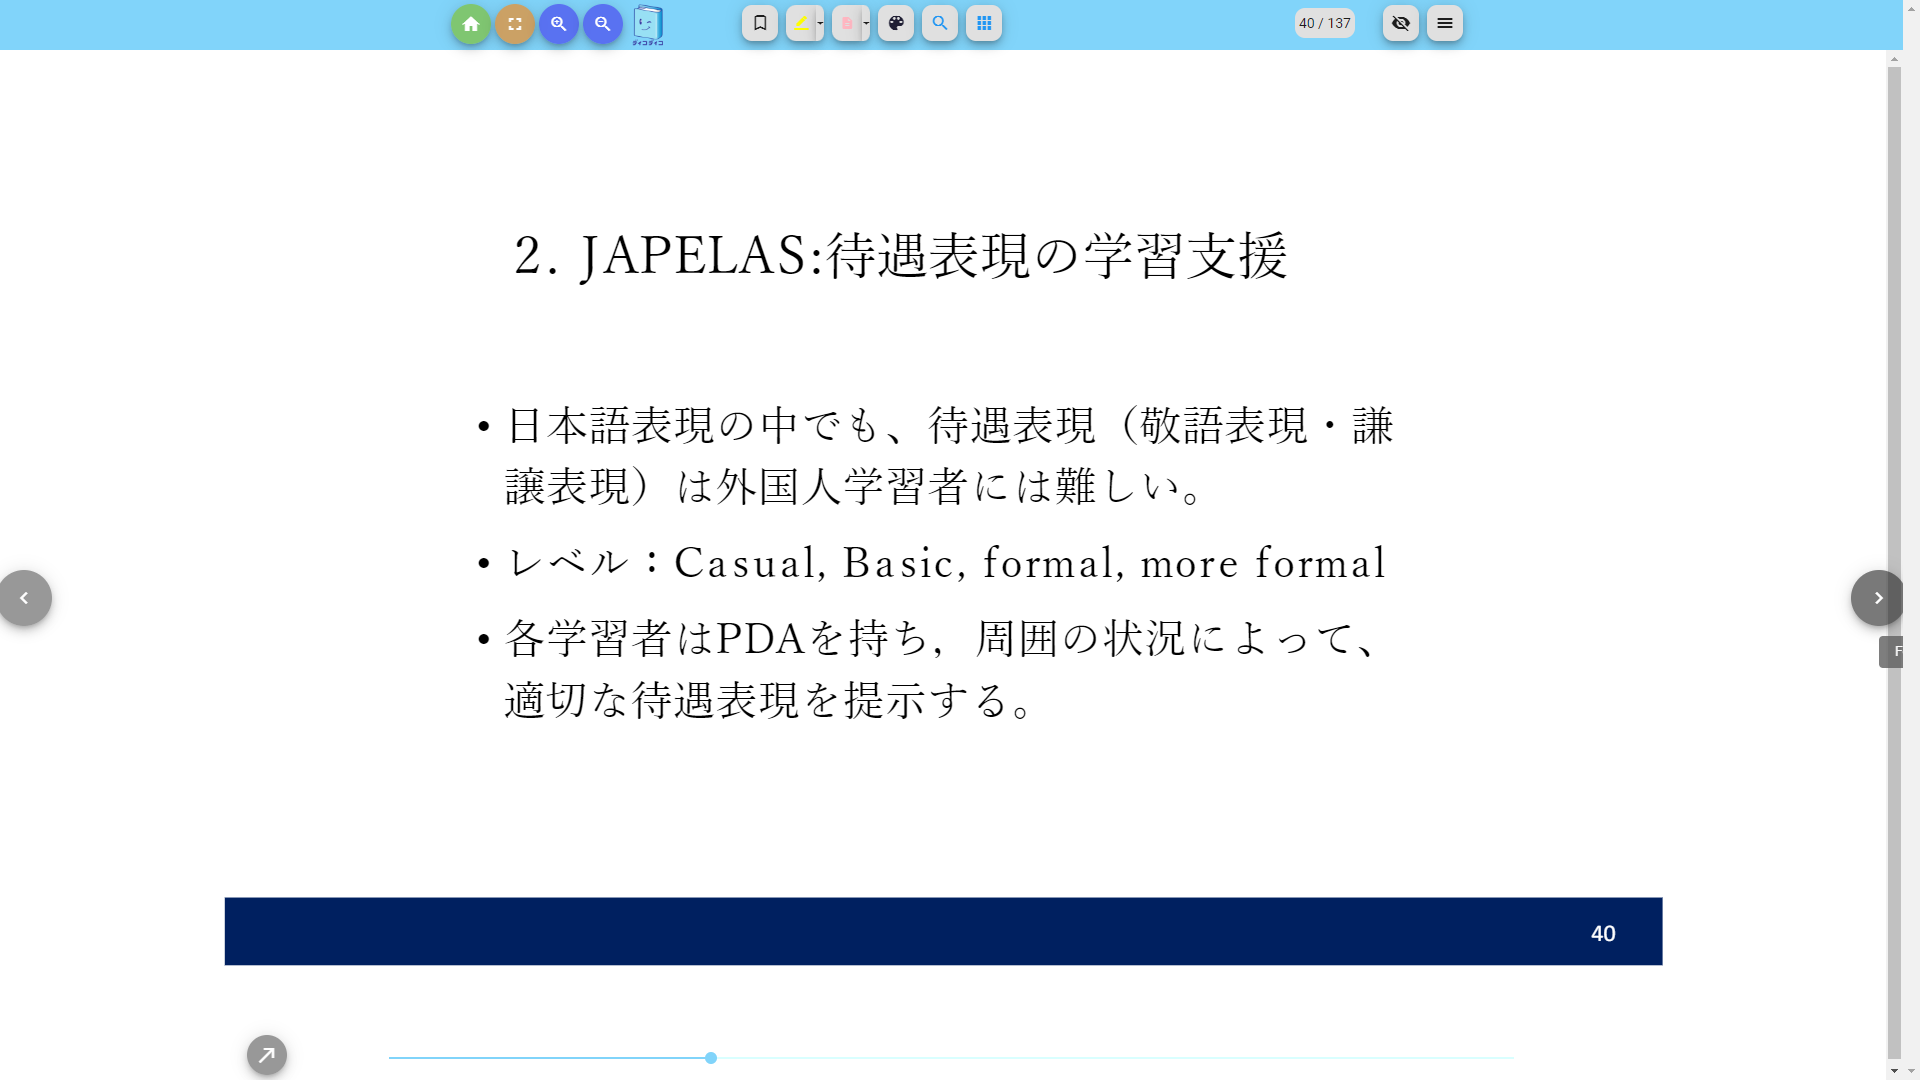 ダィコダィコ
40 / 137
2. JAPELAS:待遇表現の学習支援
• 日本語表現の中でも、待遇表現（敬語表現・謙
譲表現）は外国人学習者には難しい。
• レベル：Casual, Basic, formal, more formal
• 各学習者はPDAを持ち，周囲の状況によって、
適切な待遇表現を提示する。
F
40